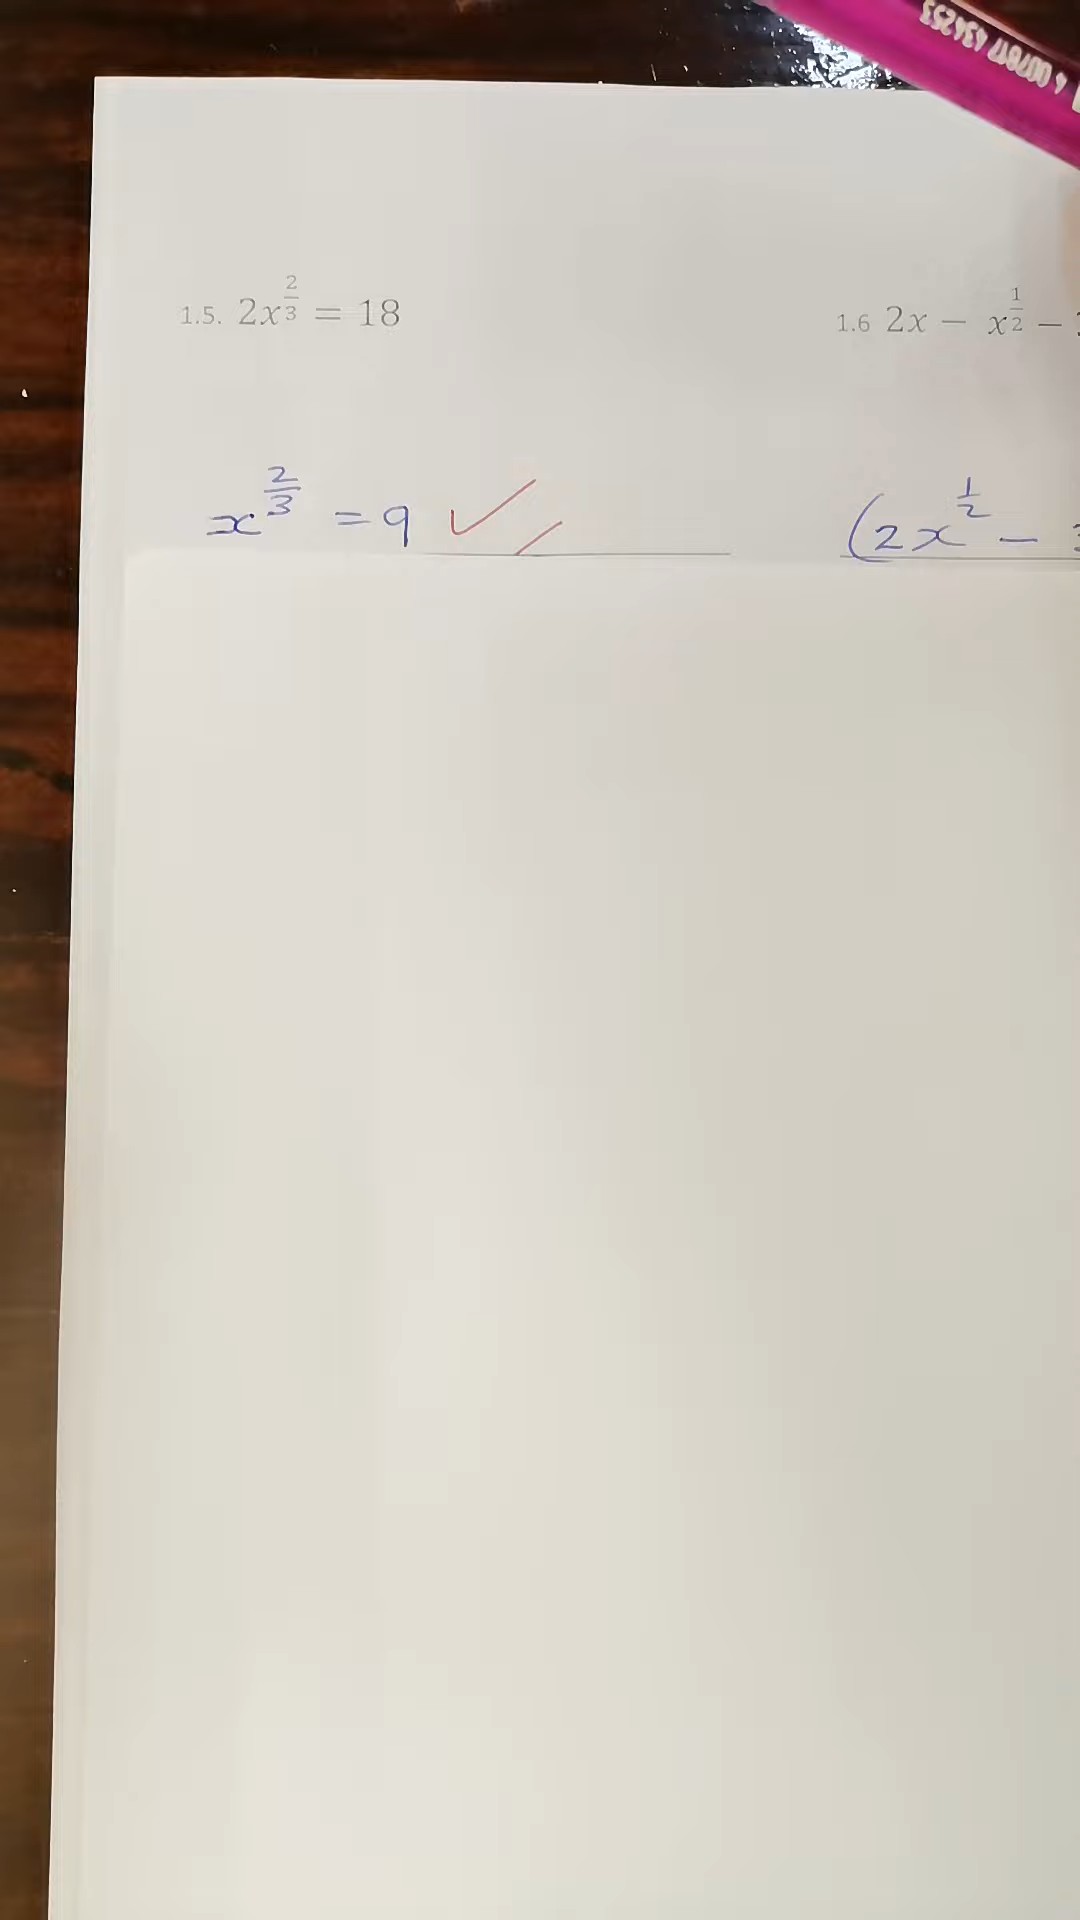 1.5. 2x^{2/3} = 18
1.6 2x - x^{1/2} -
x^{2/3} = 9 ✓
(2x^{1/2} -